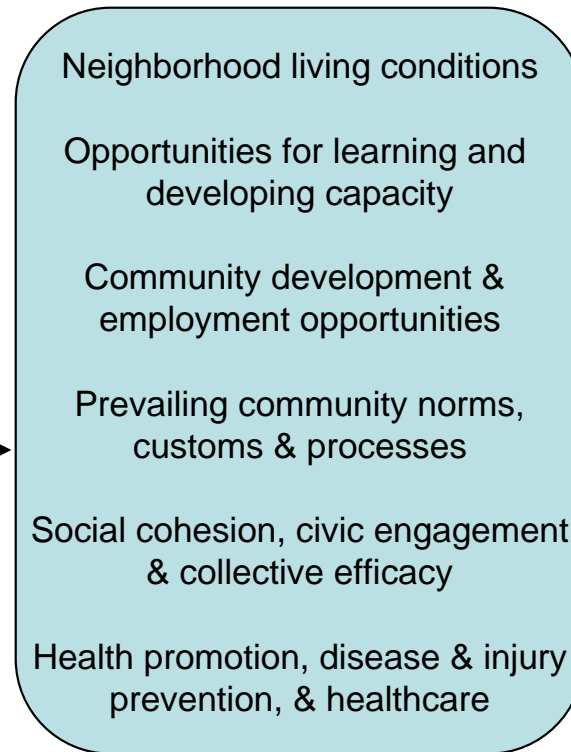 Neighborhood living conditions
Opportunities for learning and
developing capacity
Community development &
employment opportunities
Prevailing community norms,
customs & processes
Social cohesion, civic engagement
& collective efficacy
Health promotion, disease & injury
prevention, & healthcare